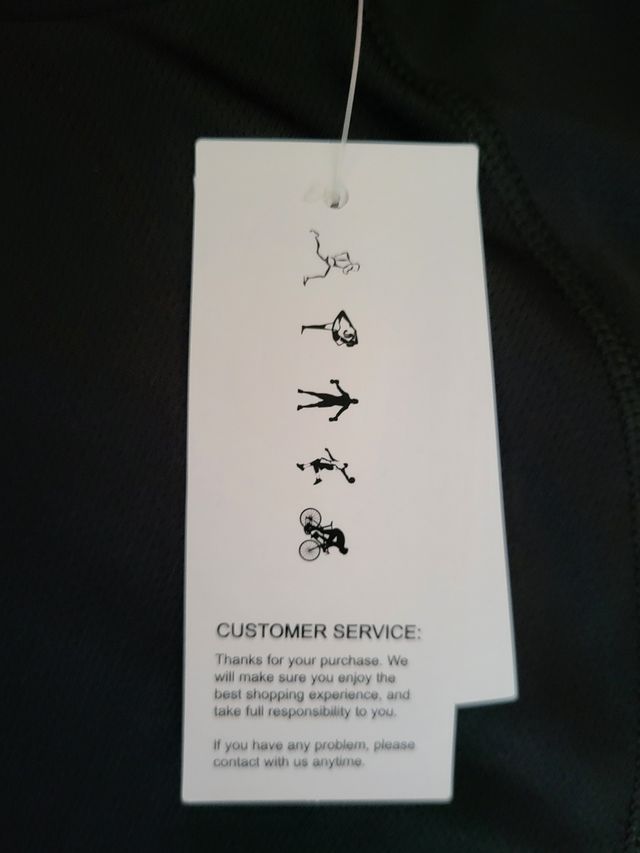 CUSTOMER SERVICE:
Thanks for your purchase. We
will make sure you enjoy the
best shopping experience, and
take full responsibility to you.
If you have any problem, please
contact with us anytime.